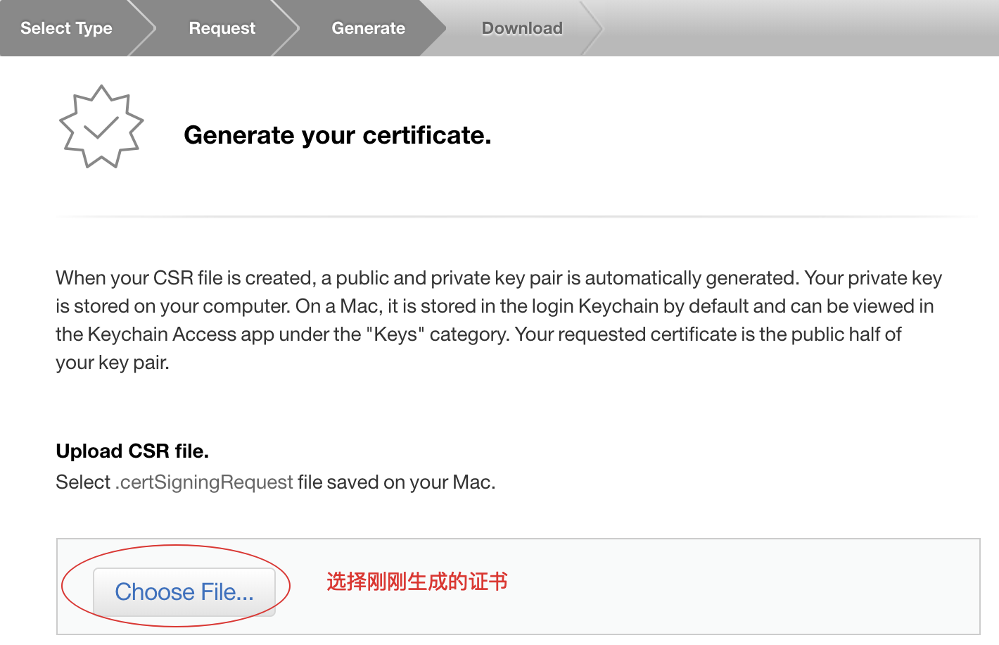 Select Type
Request
Generate
Download
Generate your certificate.
When your CSR file is created, a public and private key pair is automatically generated. Your private key
is stored on your computer. On a Mac, it is stored in the login Keychain by default and can be viewed in
the Keychain Access app under the "Keys" category. Your requested certificate is the public half of
your key pair.
Upload CSR file.
Select .certSigningRequest file saved on your Mac.
Choose File...
选择刚刚生成的证书